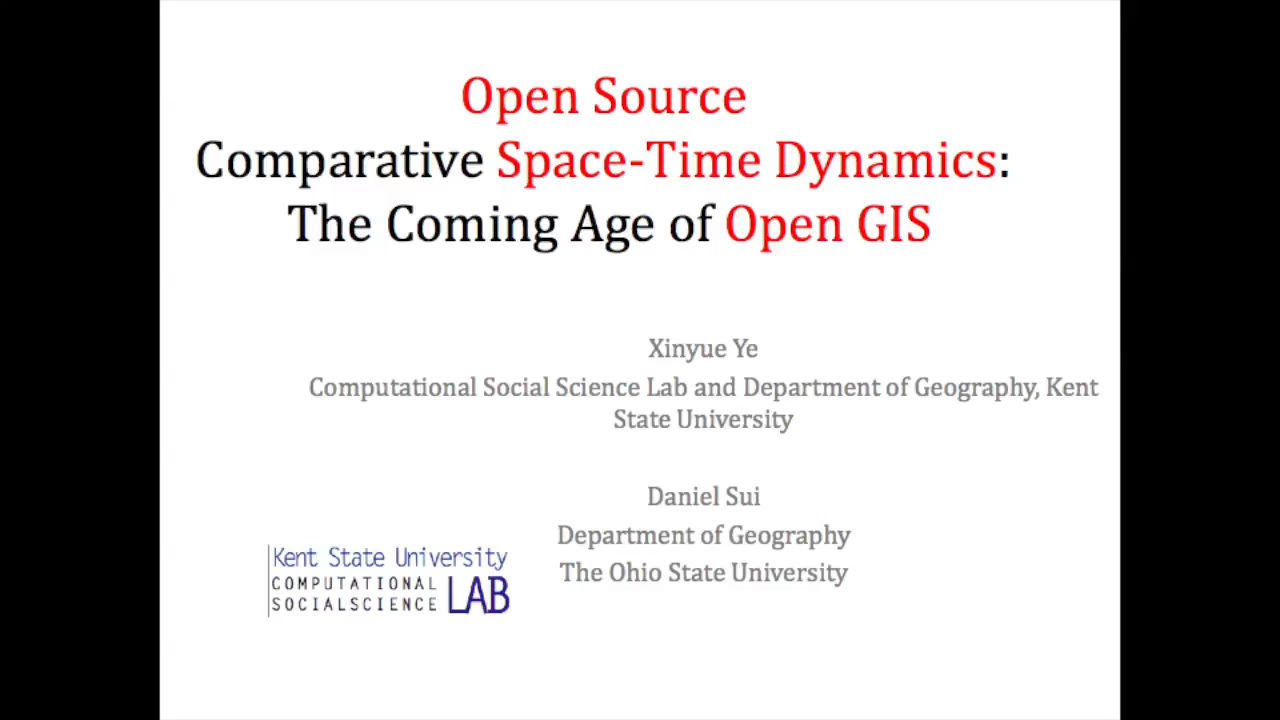 Open Source
Comparative Space-Time Dynamics:
The Coming Age of Open GIS
Xinyue Ye
Computational Social Science Lab and Department of Geography, Kent
State University
Daniel Sui
Department of Geography
The Ohio State University
Kent State University
COMPUTATIONAL
SOCIALSCIENCE LAB